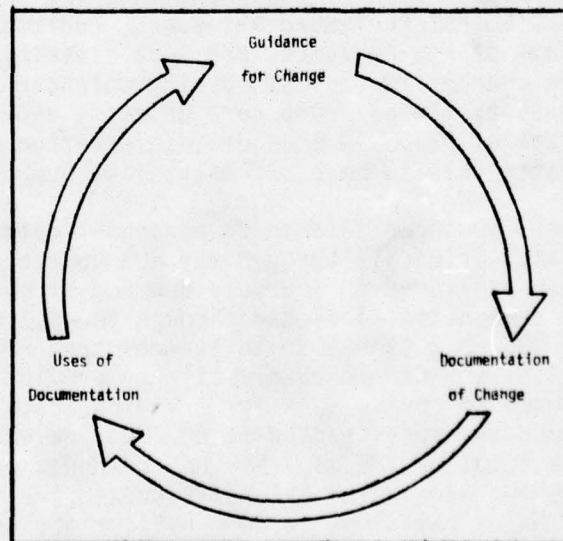 Guidance
for Change
Documentation
of Change
Uses of
Documentation